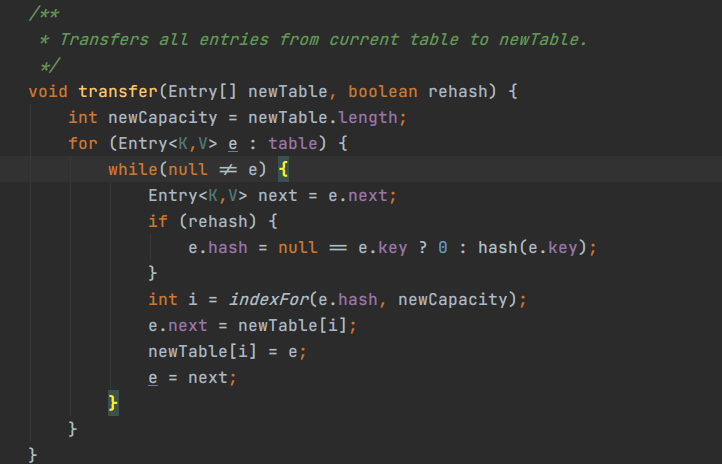 /**
 * Transfers all entries from current table to newTable.
 */
void transfer(Entry[] newTable, boolean rehash) {
    int newCapacity = newTable.length;
    for (Entry<K,V> e : table) {
        while(null != e) {
            Entry<K,V> next = e.next;
            if (rehash) {
                e.hash = null == e.key ? 0 : hash(e.key);
            }
            int i = indexFor(e.hash, newCapacity);
            e.next = newTable[i];
            newTable[i] = e;
            e = next;
        }
    }
}